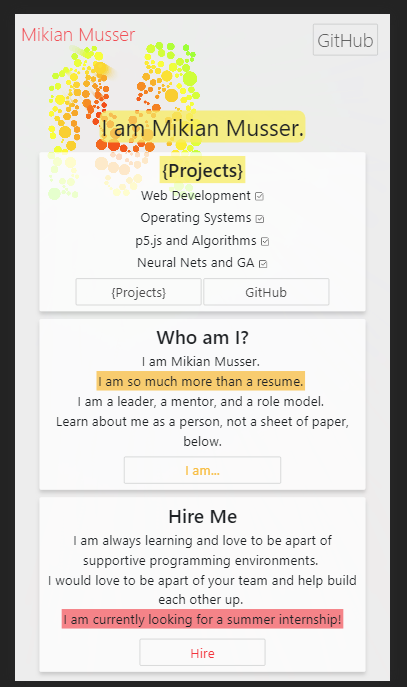 Mikian Musser
GitHub
I am Mikian Musser.
{Projects}
Web Development
Operating Systems
p5.js and Algorithms
Neural Nets and GA
{Projects}
GitHub
Who am I?
I am Mikian Musser.
I am so much more than a resume.
I am a leader, a mentor, and a role model.
Learn about me as a person, not a sheet of paper,
below.
I am...
Hire Me
I am always learning and love to be apart of
supportive programming environments.
I would love to be apart of your team and help build
each other up.
I am currently looking for a summer internship!
Hire